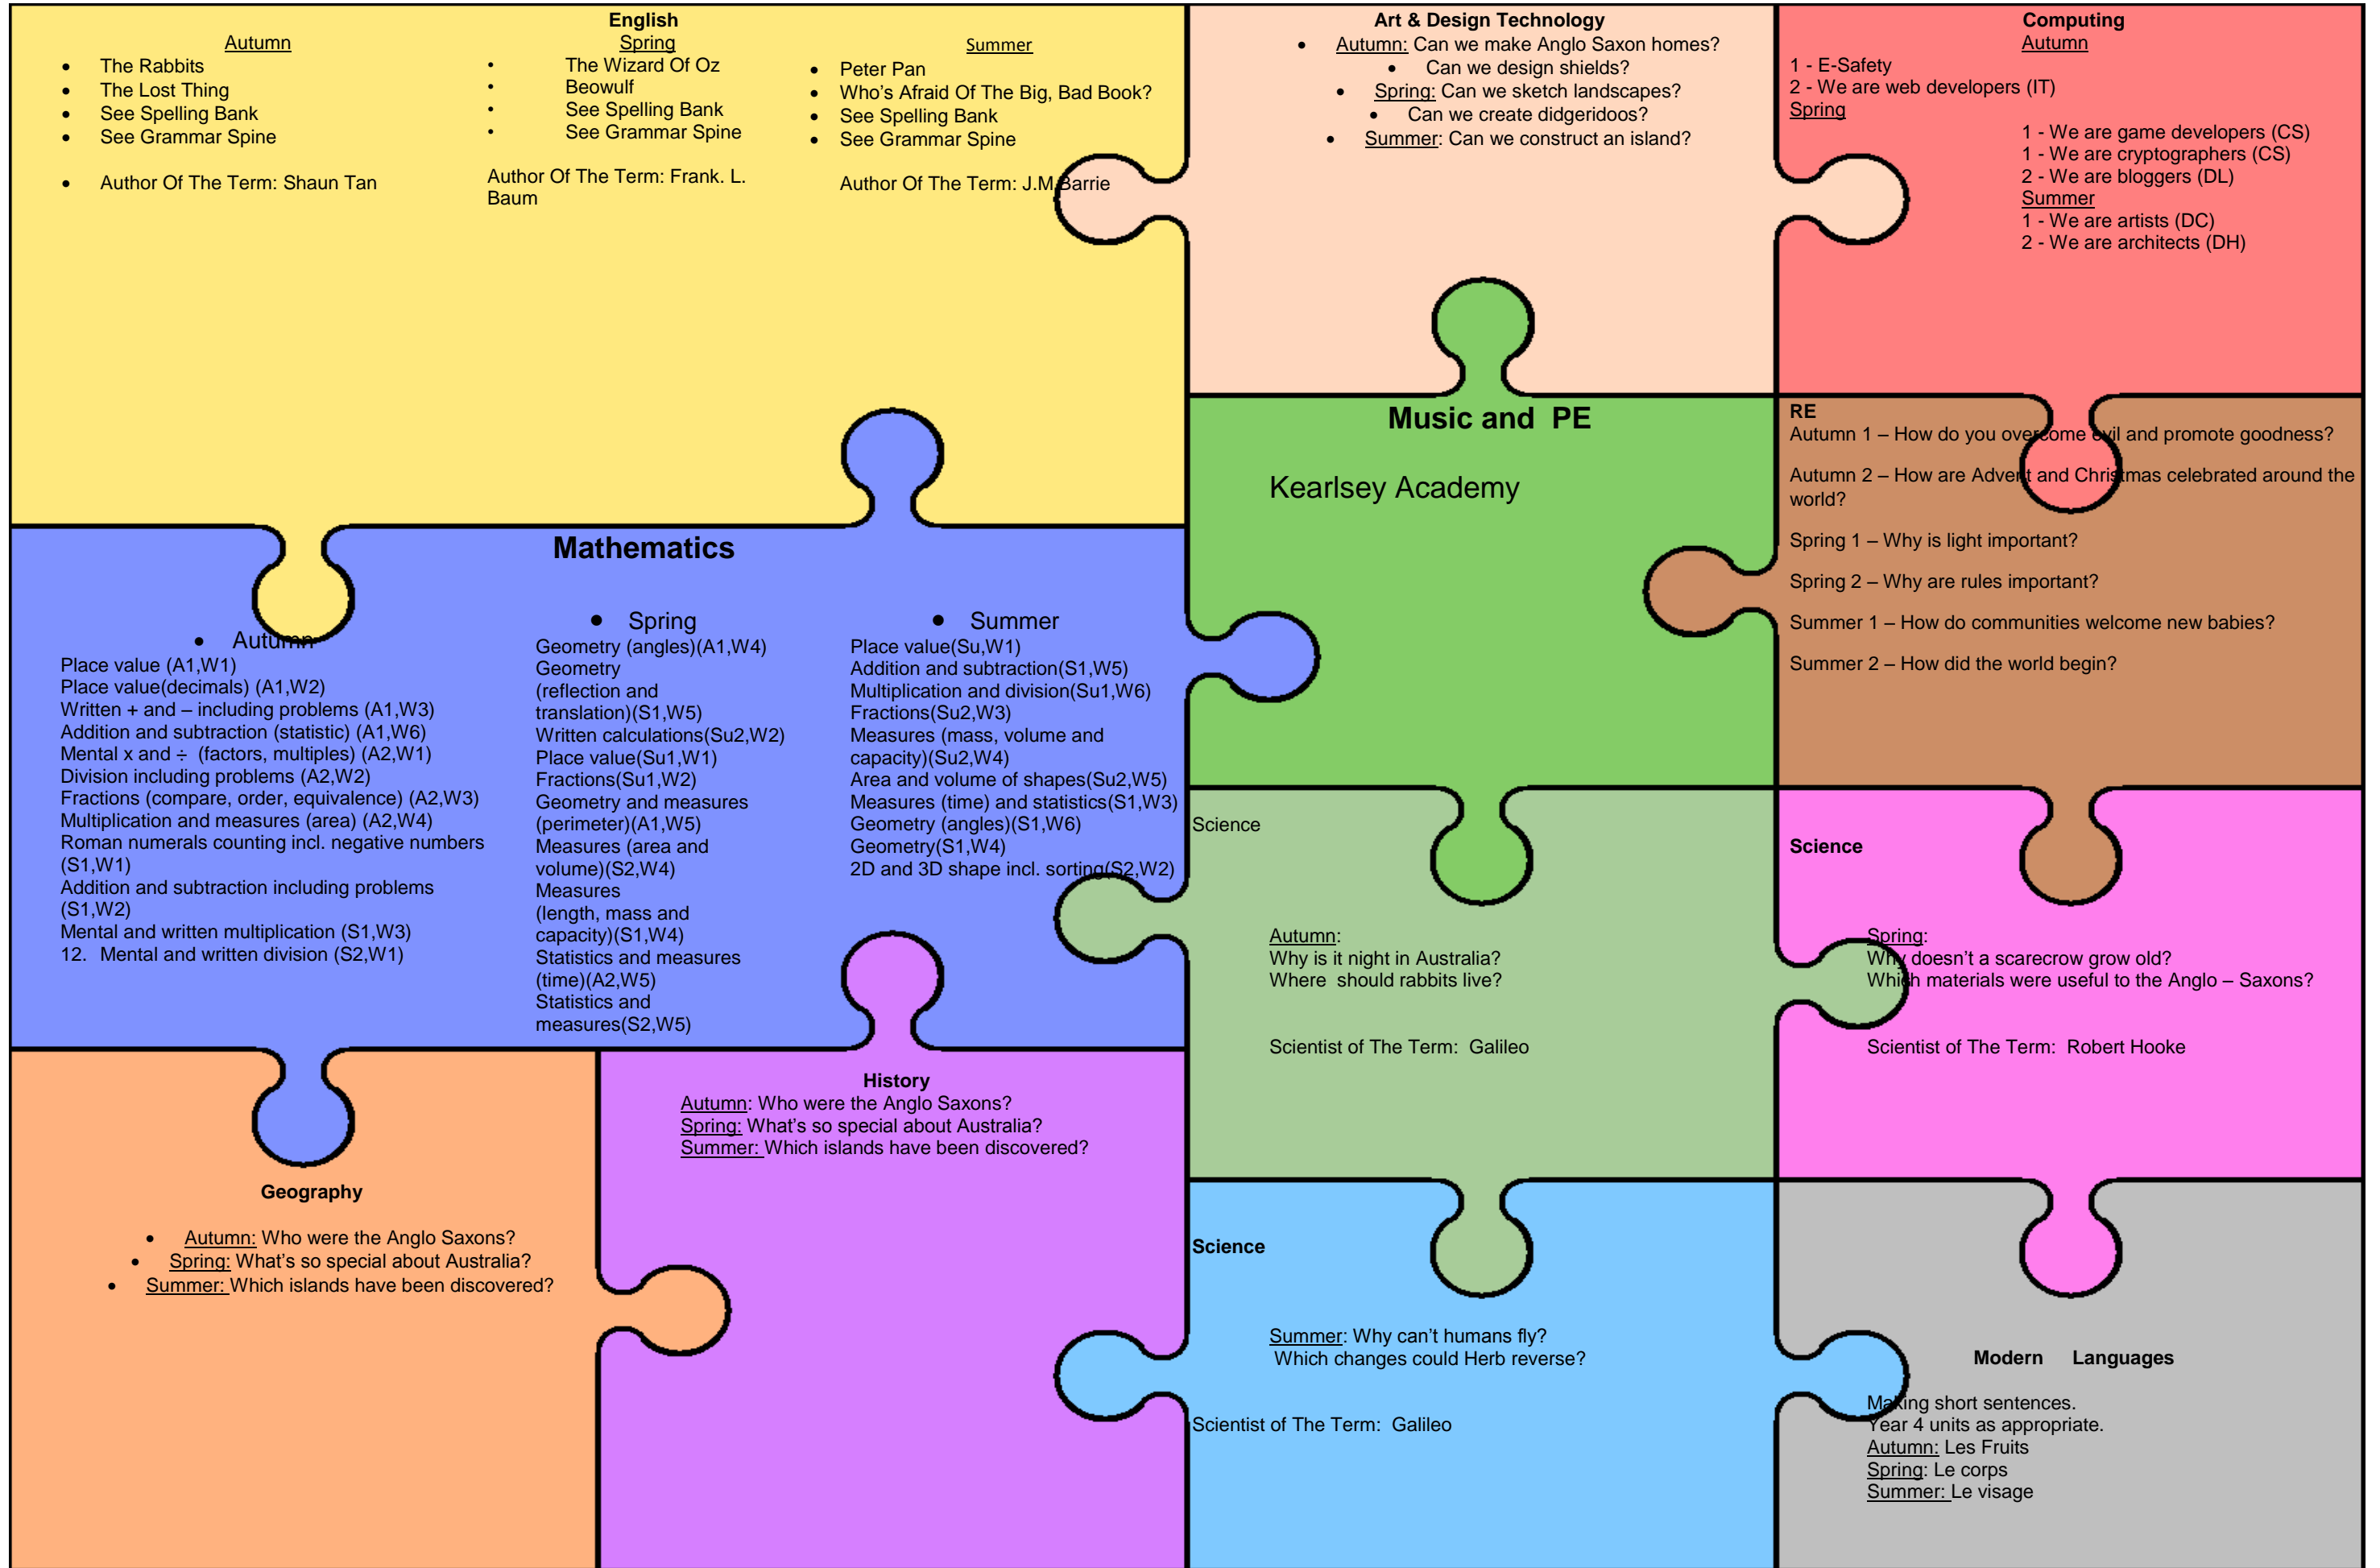 English
Autumn
• The Rabbits
• The Lost Thing
• See Spelling Bank
• See Grammar Spine
• Author Of The Term: Shaun Tan
Spring
• The Wizard Of Oz
• Beowulf
• See Spelling Bank
• See Grammar Spine
Author Of The Term: Frank. L.
Baum
Summer
• Peter Pan
• Who's Afraid Of The Big, Bad Book?
• See Spelling Bank
• See Grammar Spine
Author Of The Term: J.M.Barrie
Art & Design Technology
• Autumn: Can we make Anglo Saxon homes?
• Can we design shields?
• Spring: Can we sketch landscapes?
• Can we create didgeridoos?
• Summer: Can we construct an island?
Computing
Autumn
1 - E-Safety
2 - We are web developers (IT)
Spring
1 - We are game developers (CS)
1 - We are cryptographers (CS)
2 - We are bloggers (DL)
Summer
1 - We are artists (DC)
2 - We are architects (DH)
Music and PE
Kearlsey Academy
RE
Autumn 1 – How do you overcome evil and promote goodness?
Autumn 2 – How are Advent and Christmas celebrated around the
world?
Spring 1 – Why is light important?
Spring 2 – Why are rules important?
Summer 1 – How do communities welcome new babies?
Summer 2 – How did the world begin?
Mathematics
• Autumn
Place value (A1,W1)
Place value(decimals) (A1,W2)
Written + and – including problems (A1,W3)
Addition and subtraction (statistic) (A1,W6)
Mental x and ÷ (factors, multiples) (A2,W1)
Division including problems (A2,W2)
Fractions (compare, order, equivalence) (A2,W3)
Multiplication and measures (area) (A2,W4)
Roman numerals counting incl. negative numbers
(S1,W1)
Addition and subtraction including problems
(S1,W2)
Mental and written multiplication (S1,W3)
12. Mental and written division (S2,W1)
• Spring
Geometry (angles)(A1,W4)
Geometry
(reflection and
translation)(S1,W5)
Written calculations(Su2,W2)
Place value(Su1,W1)
Fractions(Su1,W2)
Geometry and measures
(perimeter)(A1,W5)
Measures (area and
volume)(S2,W4)
Measures
(length, mass and
capacity)(S1,W4)
Statistics and measures
(time)(A2,W5)
Statistics and
measures(S2,W5)
• Summer
Place value(Su,W1)
Addition and subtraction(S1,W5)
Multiplication and division(Su1,W6)
Fractions(Su2,W3)
Measures (mass, volume and
capacity)(Su2,W4)
Area and volume of shapes(Su2,W5)
Measures (time) and statistics(S1,W3)
Geometry (angles)(S1,W6)
Geometry(S1,W4)
2D and 3D shape incl. sorting(S2,W2)
Science
Autumn:
Why is it night in Australia?
Where should rabbits live?
Scientist of The Term: Galileo
Science
Spring:
Why doesn't a scarecrow grow old?
Which materials were useful to the Anglo – Saxons?
Scientist of The Term: Robert Hooke
Geography
• Autumn: Who were the Anglo Saxons?
• Spring: What's so special about Australia?
• Summer: Which islands have been discovered?
History
Autumn: Who were the Anglo Saxons?
Spring: What's so special about Australia?
Summer: Which islands have been discovered?
Science
Summer: Why can't humans fly?
Which changes could Herb reverse?
Scientist of The Term: Galileo
Modern Languages
Making short sentences.
Year 4 units as appropriate.
Autumn: Les Fruits
Spring: Le corps
Summer: Le visage